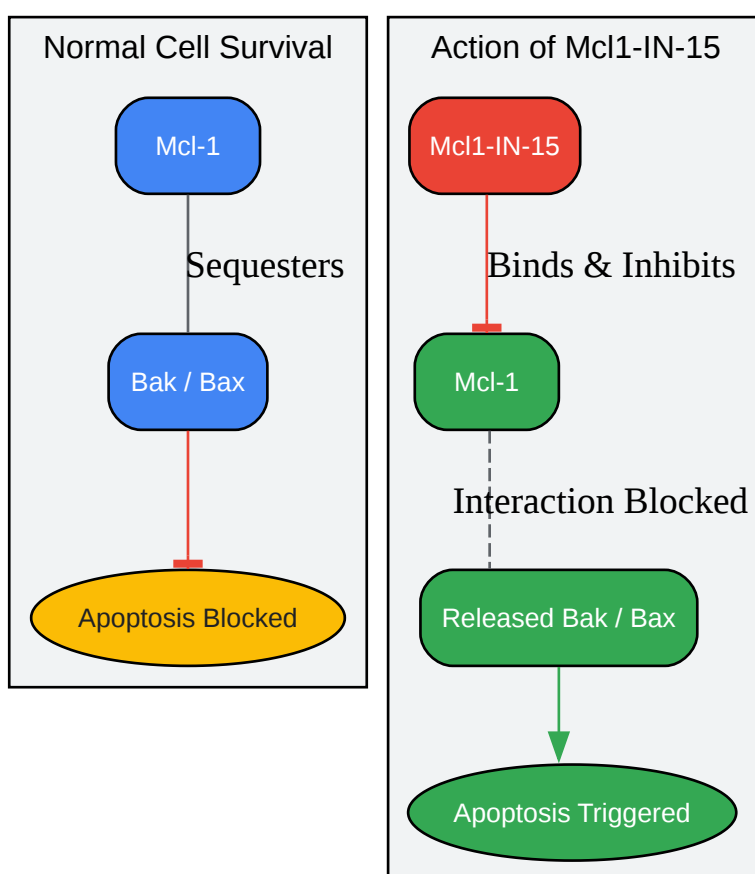 Normal Cell Survival
Mcl-1
Sequesters
Bak / Bax
Apoptosis Blocked
Action of Mcl1-IN-15
Mcl1-IN-15
Binds & Inhibits
Mcl-1
Interaction Blocked
Released Bak / Bax
Apoptosis Triggered